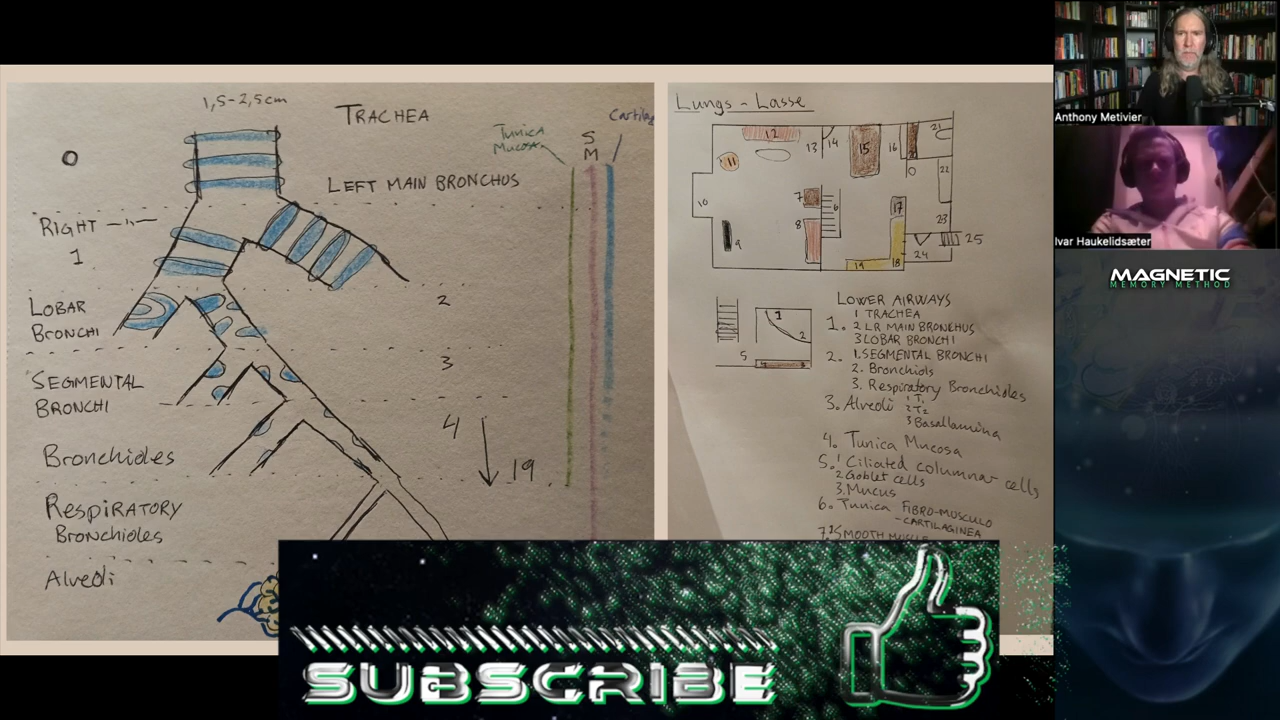 1,5-2,5cm
TRACHEA
Tunica
Mucosa
S
M
LEFT MAIN BRONCHUS
RIGHT
1
2
LOBAR
BRONCHI
3
SEGMENTAL
BRONCHI
4
19
Bronchioles
RESPIRATORY
Bronchioles
Alveoli
Lungs - Lasse
12
13
14
15
16
21
11
22
7
6
10
8
17
23
9
25
24
19
18
1
2
5
LOWER AIRWAYS
1.
1 TRACHEA
2 LR MAIN BRONCHUS
3 LOBAR BRONCHI
2.
1. SEGMENTAL BRONCHI
2. Bronchiols
3. Respiratory Bronchioles
3. Alveoli
1 T1
2 T2
3 Basallamina
4. Tunica Mucosa
5. 1 Ciliated columnar cells
2 Goblet cells
3. Mucus
6. Tunica FIBRO-MUSCULO
-CARTILAGINEA
7. SMOOTH MUSCLE
Anthony Metivier
Ivar Haukelidsæter
MAGNETIC
MEMORY METHOD
SUBSCRIBE